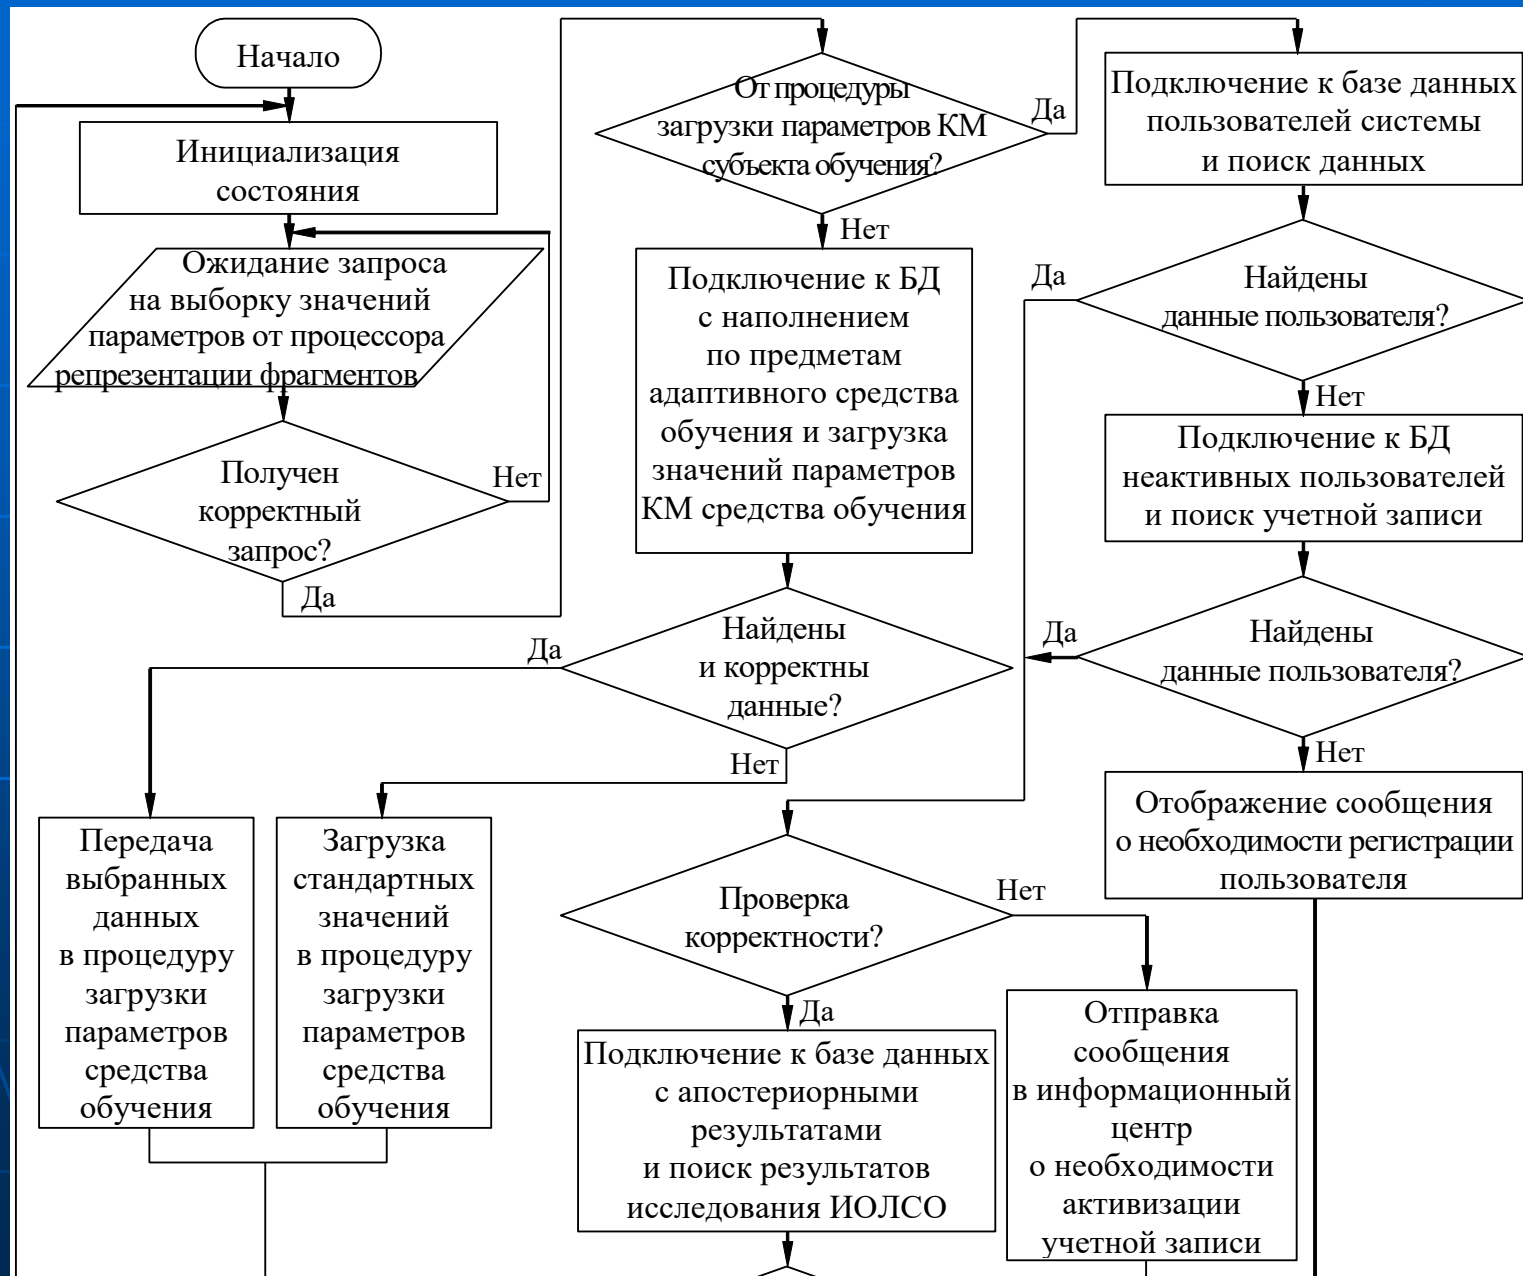 Начало
Инициализация
состояния
Ожидание запроса
на выборку значений
параметров от процессора
репрезентации фрагментов
Получен
корректный
запрос?
Нет
Да
От процедуры
загрузки параметров КМ
субъекта обучения?
Да
Нет
Подключение к БД
с наполнением
по предметам
адаптивного средства
обучения и загрузка
значений параметров
КМ средства обучения
Найдены
и корректны
данные?
Да
Нет
Передача
выбранных
данных
в процедуру
загрузки
параметров
средства
обучения
Загрузка
стандартных
значений
в процедуру
загрузки
параметров
средства
обучения
Подключение к базе данных
пользователей системы
и поиск данных
Найдены
данные пользователя?
Да
Нет
Подключение к БД
неактивных пользователей
и поиск учетной записи
Найдены
данные пользователя?
Да
Нет
Отображение сообщения
о необходимости регистрации
пользователя
Проверка
корректности?
Нет
Да
Подключение к базе данных
с апостериорными
результатами
и поиск результатов
исследования ИОЛСО
Отправка
сообщения
в информационный
центр
о необходимости
активизации
учетной записи